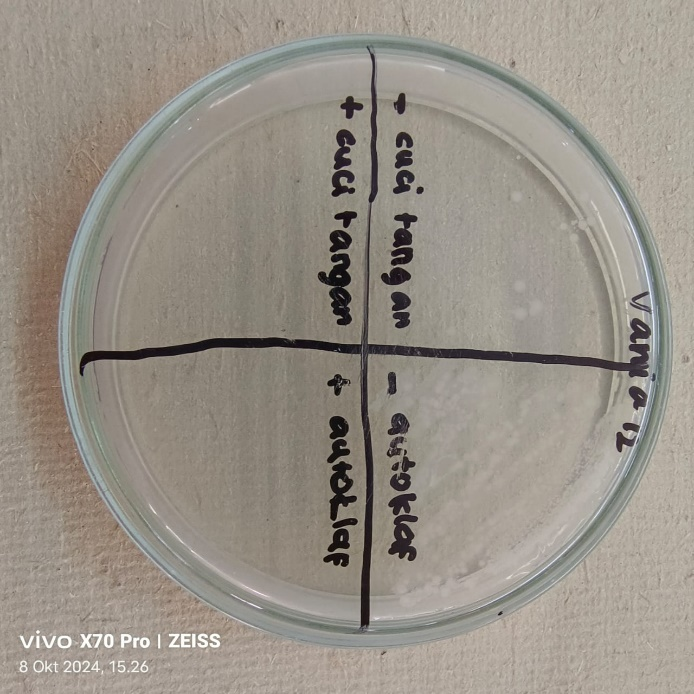 - cuci tangan
+ cuci tangan
- autoklaf
+ autoklaf
Vania 12
vivo X70 Pro | ZEISS
8 Okt 2024, 15.26